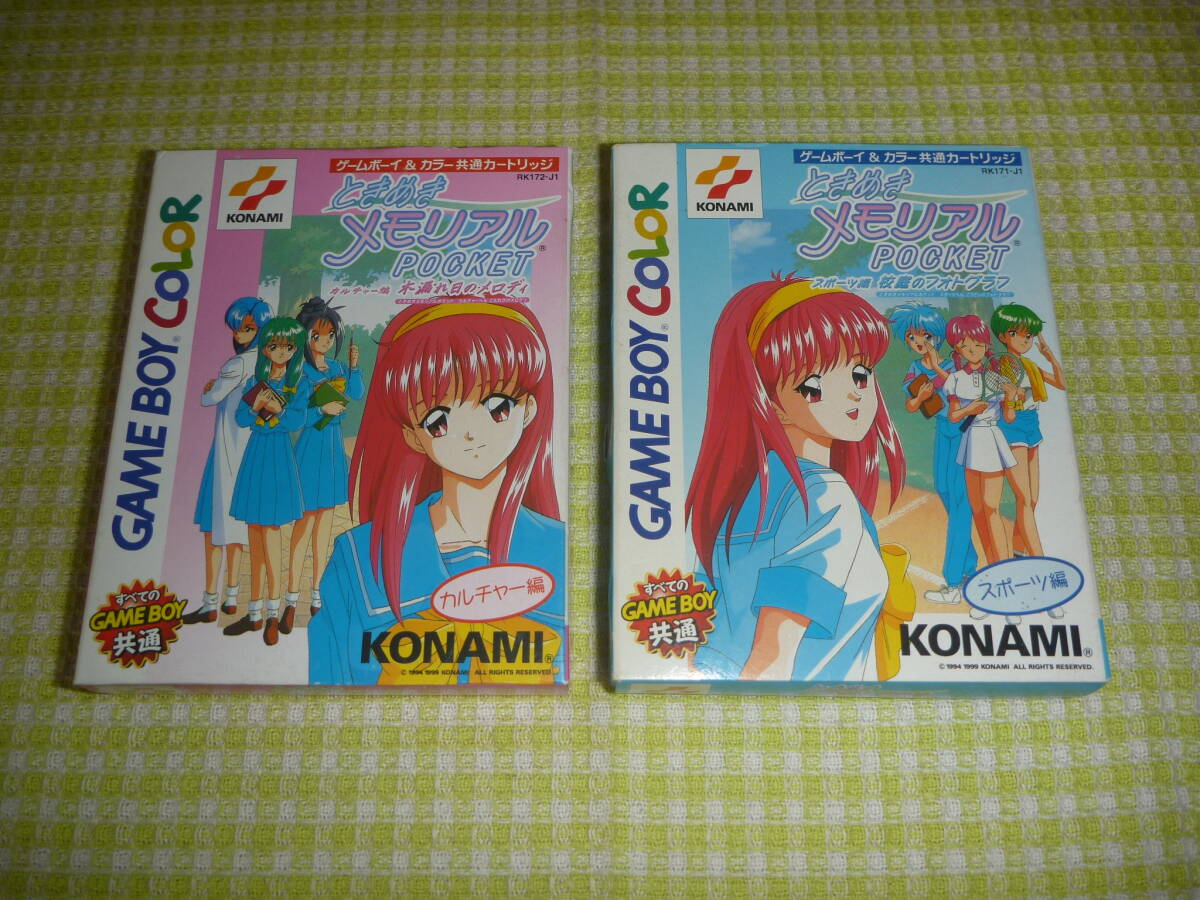 KONAMI
ゲームボーイ & カラー共通カートリッジ
RK172-J1
ときめき
メモリアル®
POCKET
カルチャー編 木漏れ日のメロディ
GAME BOY® COLOR
すべての
GAME BOY
共通
カルチャー編
KONAMI®
© 1994 1999 KONAMI ALL RIGHTS RESERVED.
KONAMI
ゲームボーイ & カラー共通カートリッジ
RK171-J1
ときめき
メモリアル®
POCKET
スポーツ編 校庭のフォトグラフ
GAME BOY® COLOR
すべての
GAME BOY
共通
スポーツ編
KONAMI®
© 1994 1999 KONAMI ALL RIGHTS RESERVED.